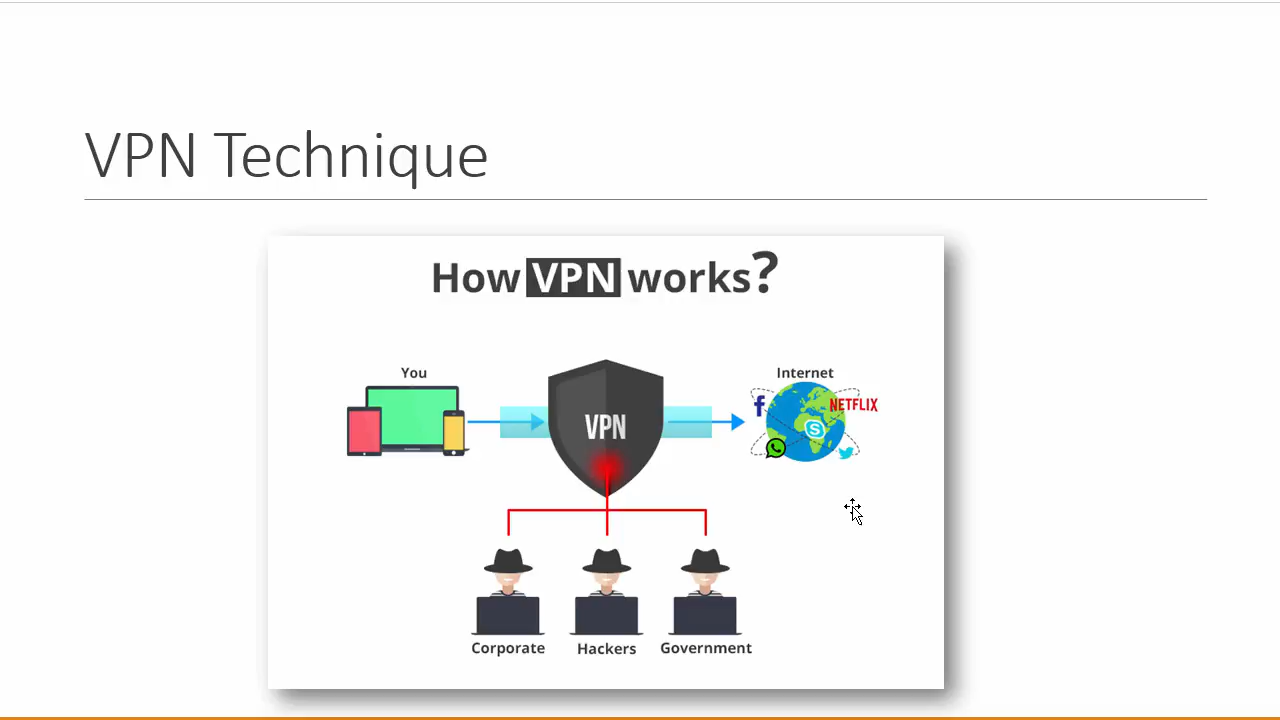 VPN Technique
How VPN works?
You
Internet
f
NETFLIX
VPN
S
Corporate
Hackers
Government